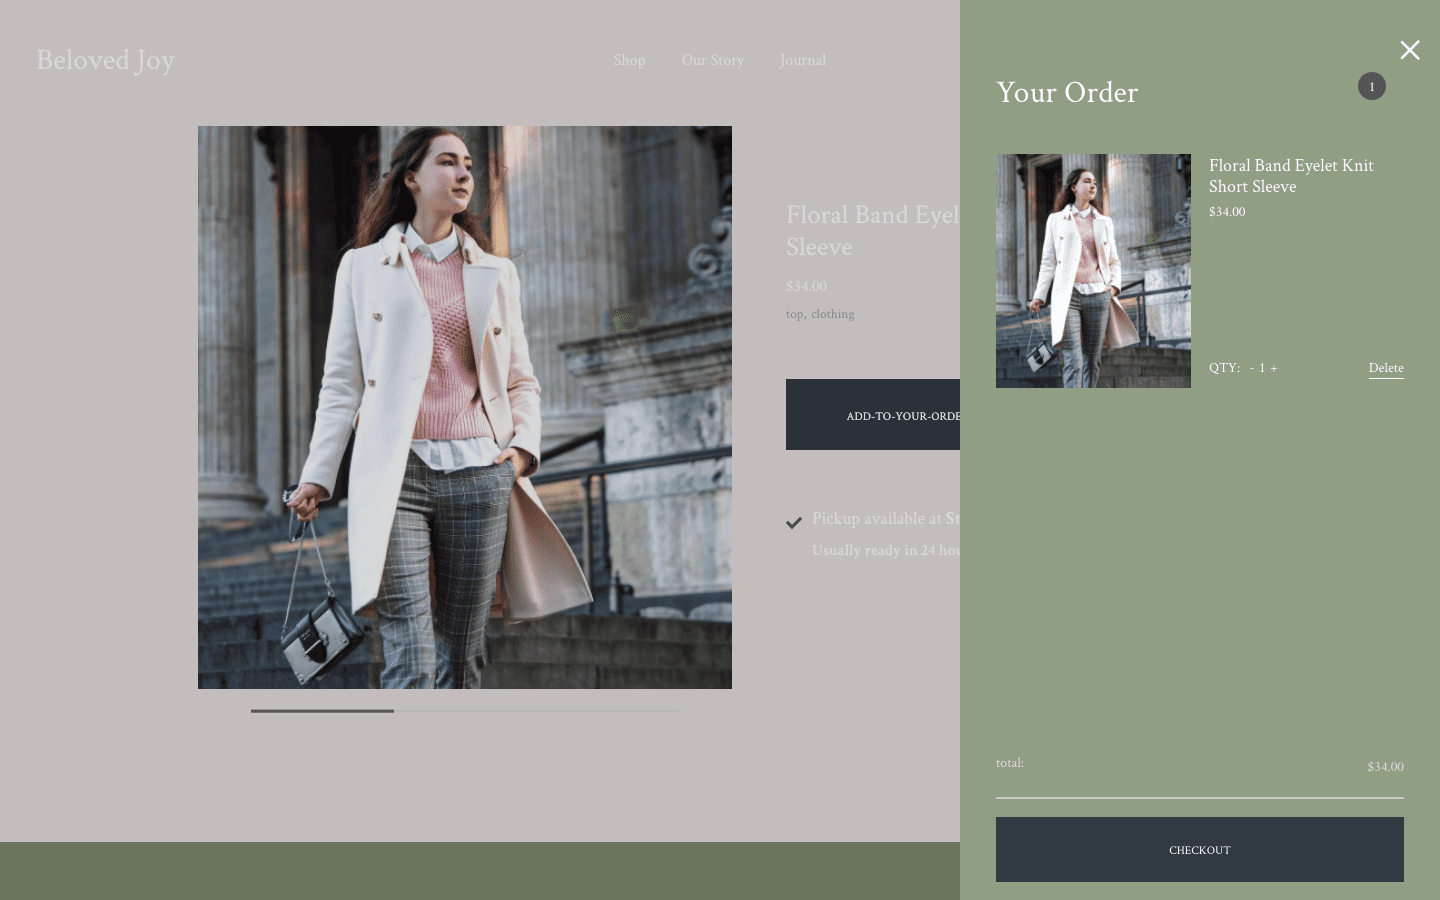 Beloved Joy
Shop
Our Story
Journal
Floral Band Eyel
Sleeve
$34.00
top, clothing
ADD-TO-YOUR-ORDE
Pickup available at St
Usually ready in 24 hou
Your Order
1
Floral Band Eyelet Knit
Short Sleeve
$34.00
QTY: - 1 +
Delete
total:
$34.00
CHECKOUT